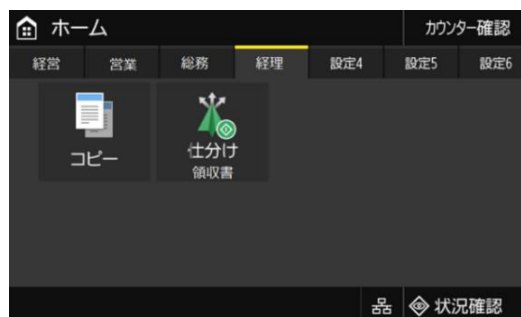 ホーム カウンター確認
経営 営業 総務 経理 設定4 設定5 設定6
コピー 仕分け
領収書
状況確認